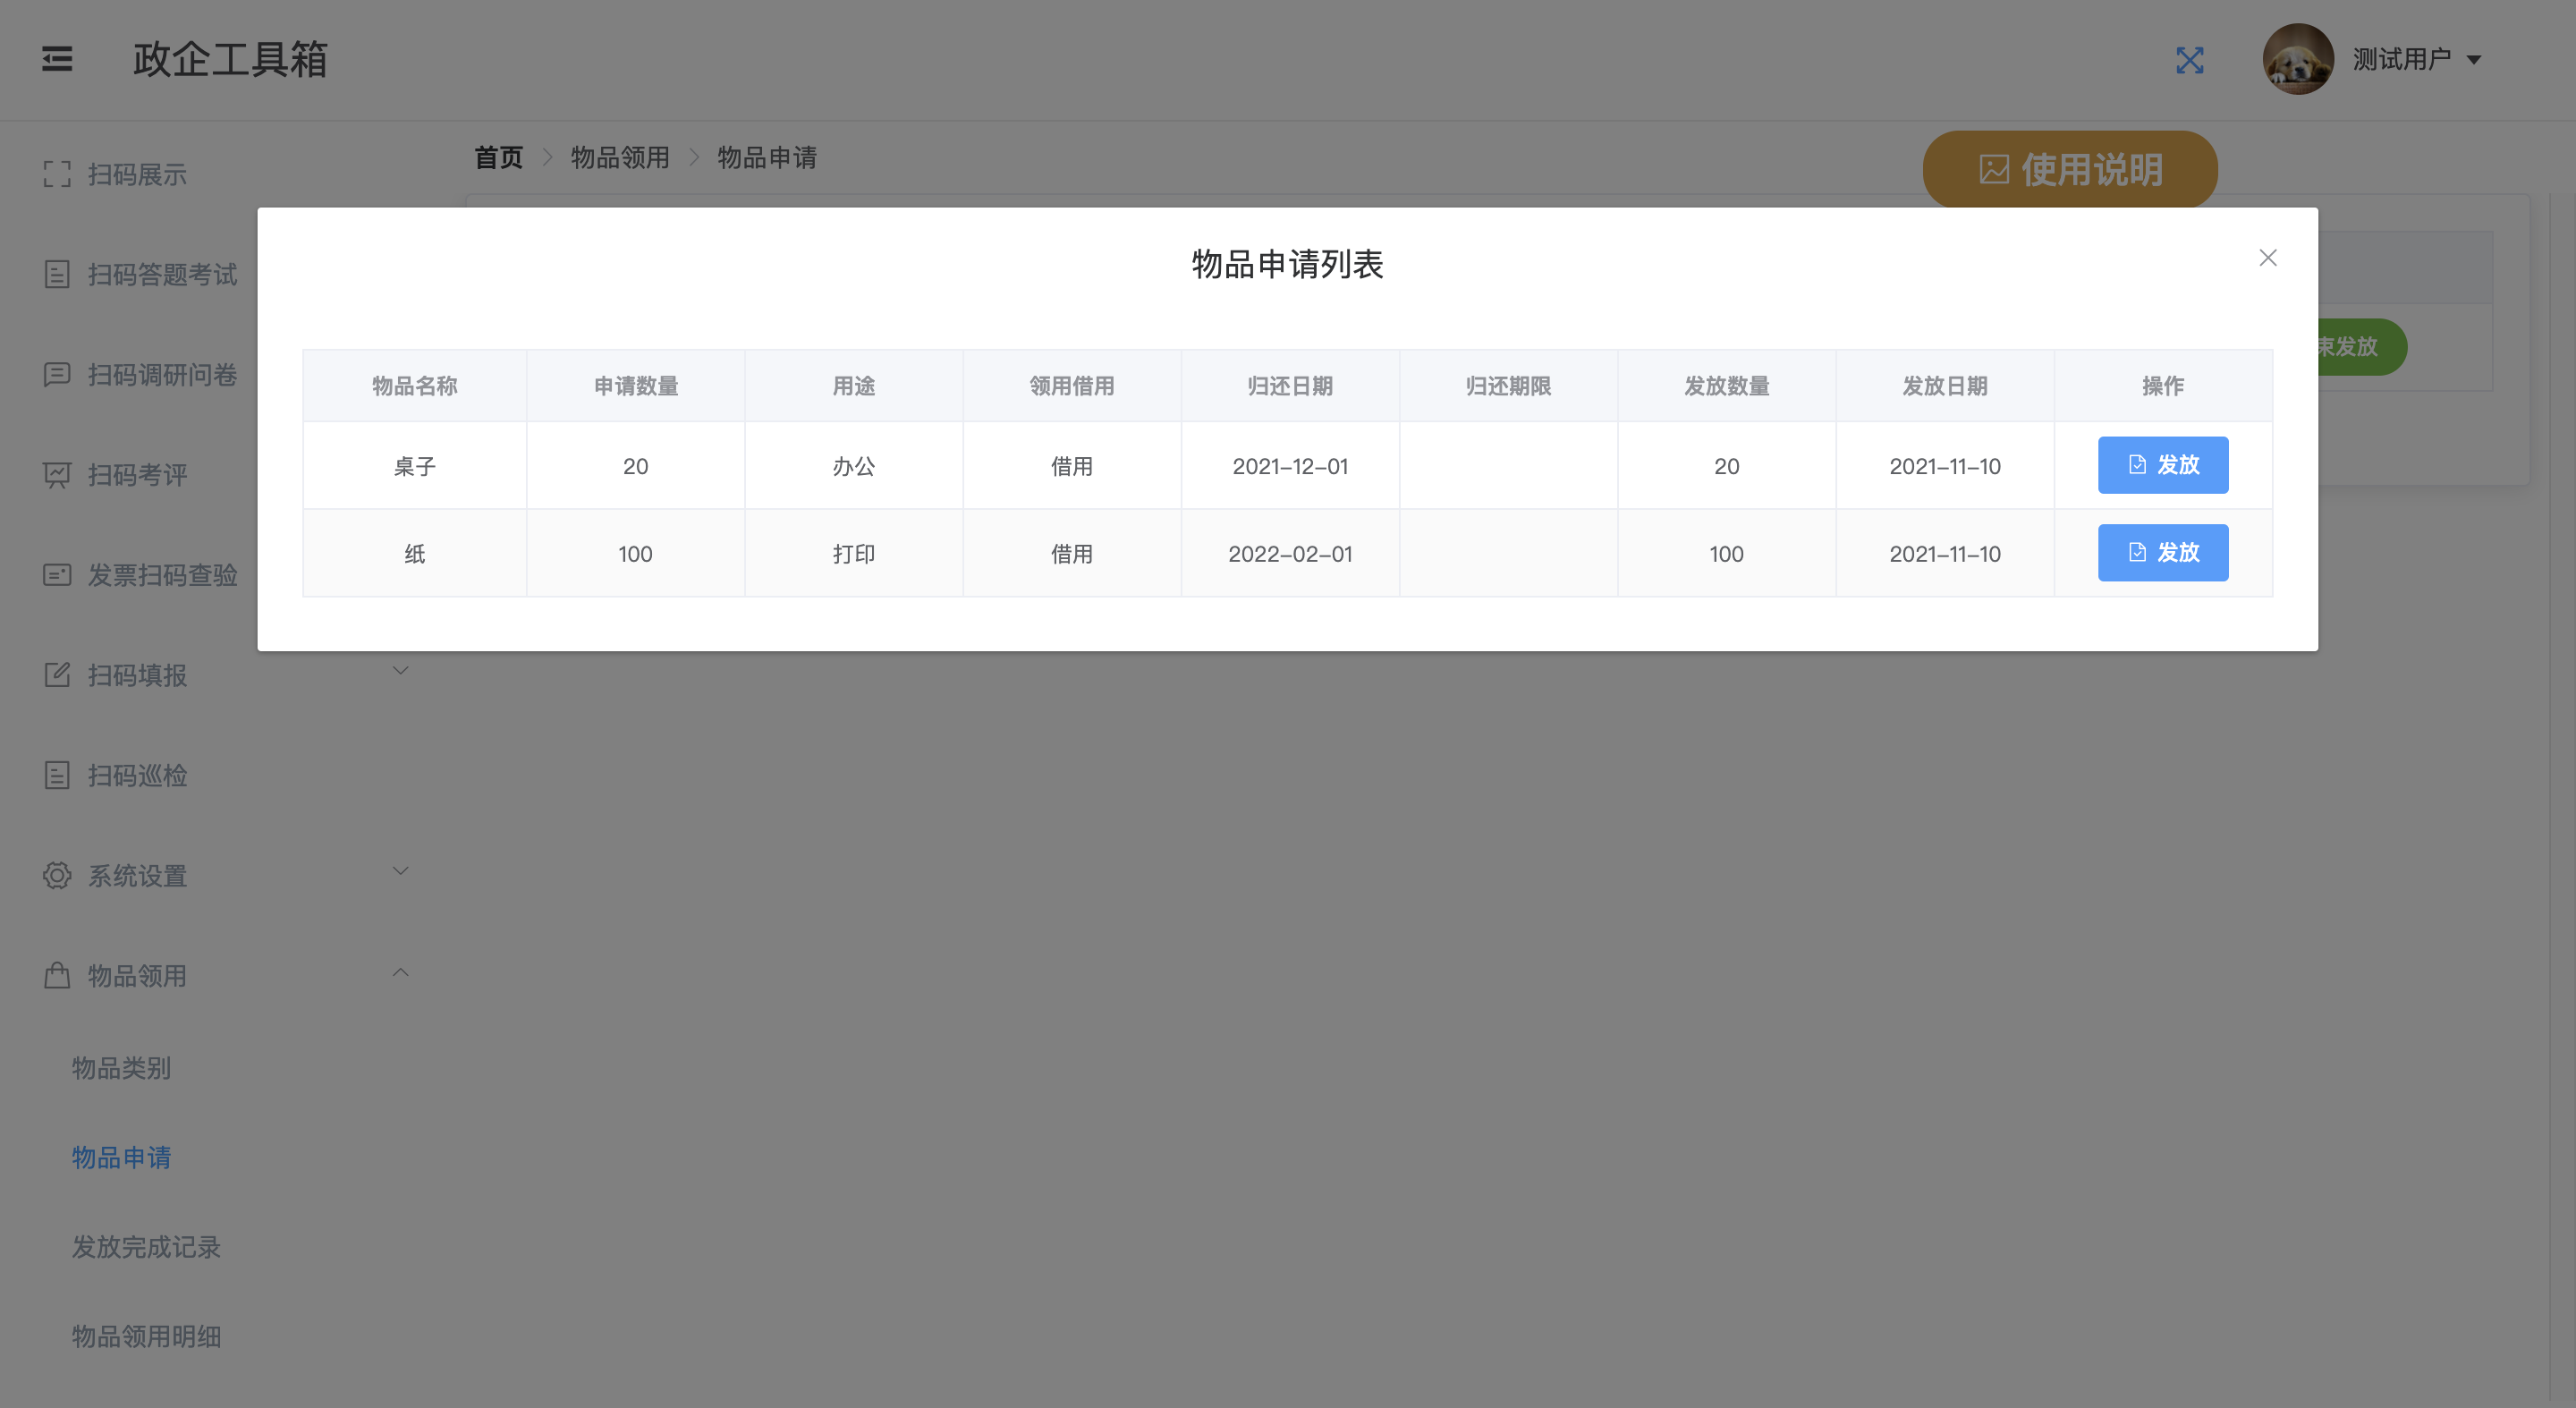 政企工具箱
测试用户
首页 物品领用 物品申请
使用说明
扫码展示
扫码答题考试
扫码调研问卷
扫码考评
发票扫码查验
扫码填报
扫码巡检
系统设置
物品领用
物品类别
物品申请
发放完成记录
物品领用明细
物品申请列表
物品名称 申请数量 用途 领用借用 归还日期 归还期限 发放数量 发放日期 操作
桌子 20 办公 借用 2021-12-01 20 2021-11-10 发放
纸 100 打印 借用 2022-02-01 100 2021-11-10 发放
束发放